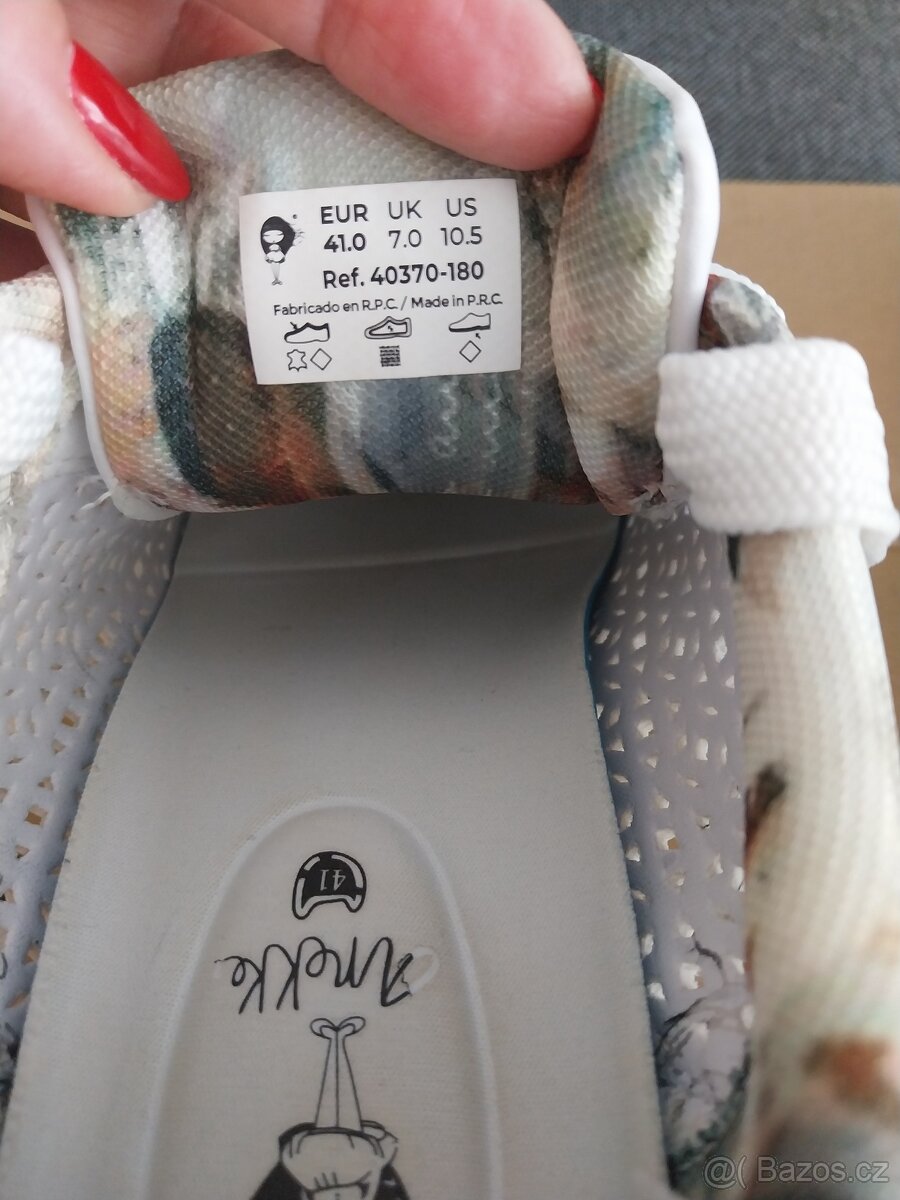 EUR UK US
41.0 7.0 10.5
Ref. 40370-180
Fabricado en R.P.C. / Made in P.R.C.
41
Anekke
@( Bazos.cz